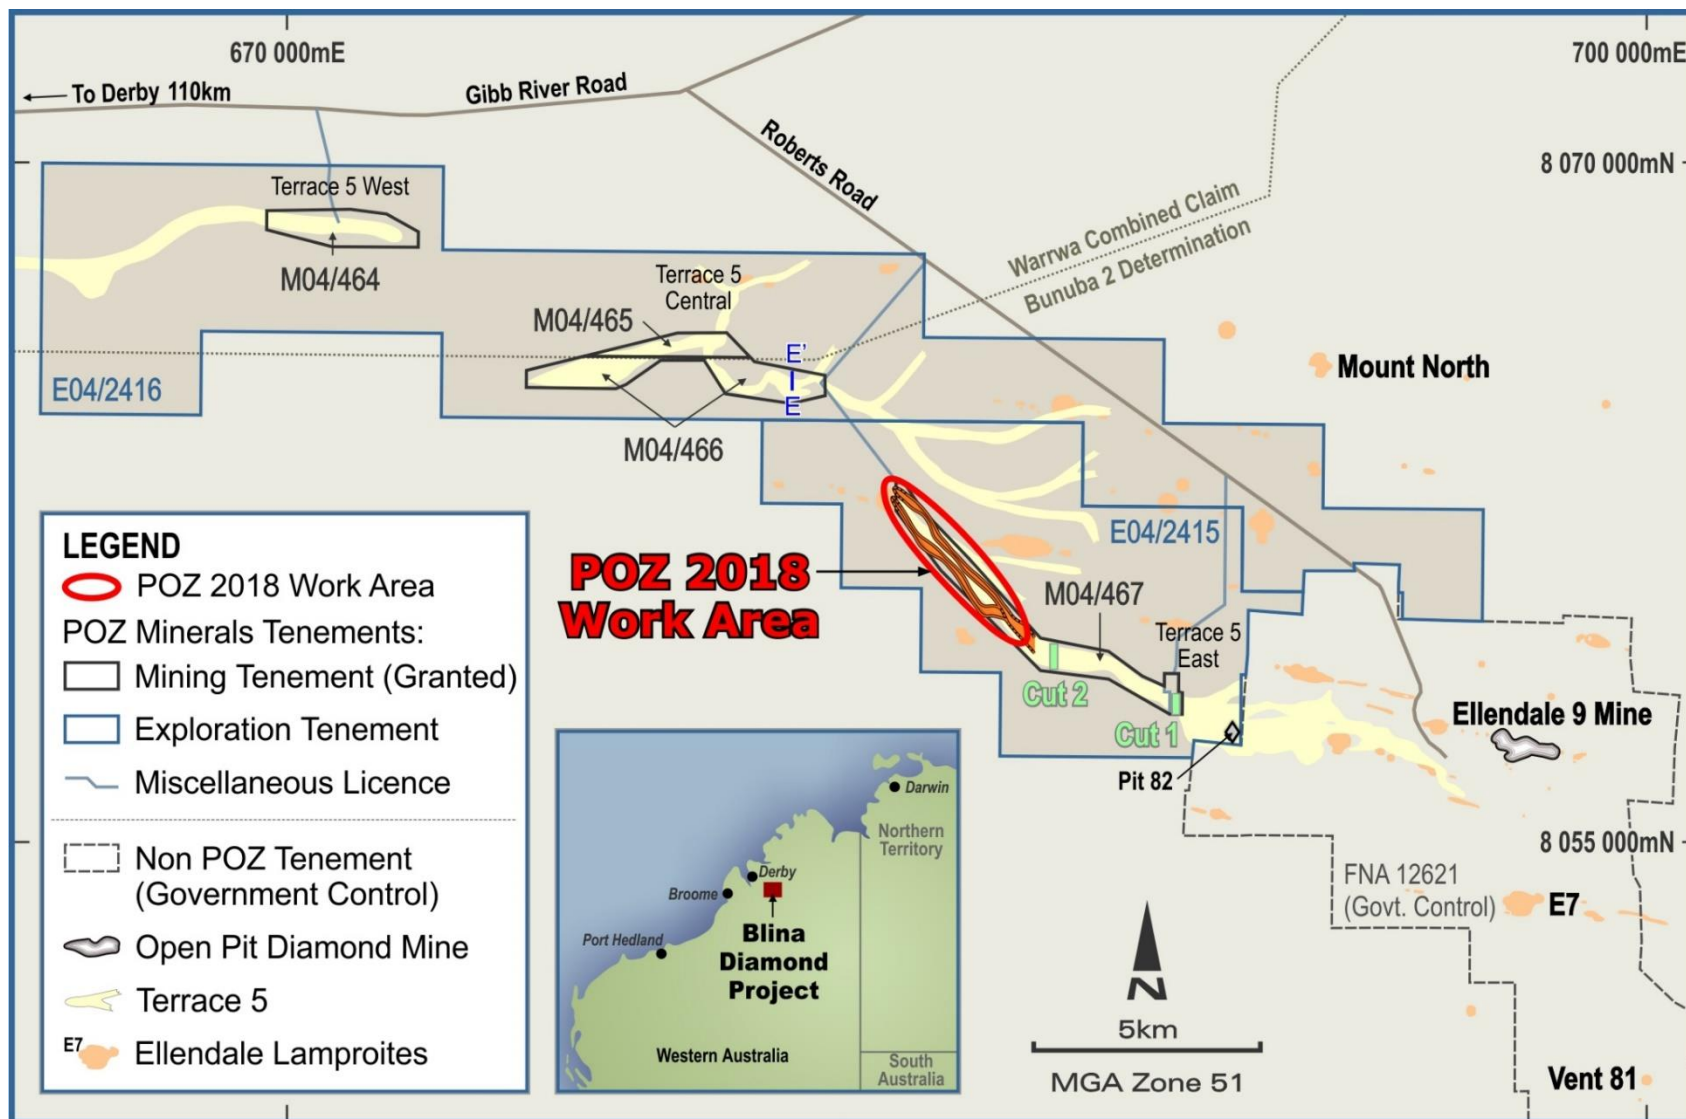 670 000mE
700 000mE
To Derby 110km
Gibb River Road
Roberts Road
8 070 000mN
Terrace 5 West
Warrwa Combined Claim
Bunuba 2 Determination
M04/464
Terrace 5
Central
M04/465
E'
E
Mount North
E04/2416
M04/466
E04/2415
POZ 2018
Work Area
M04/467
Terrace 5
East
Cut 2
Cut 1
Ellendale 9 Mine
Pit 82
8 055 000mN
FNA 12621
(Govt. Control)
E7
Vent 81
LEGEND
POZ 2018 Work Area
POZ Minerals Tenements:
Mining Tenement (Granted)
Exploration Tenement
Miscellaneous Licence
Non POZ Tenement
(Government Control)
Open Pit Diamond Mine
Terrace 5
E7
Ellendale Lamproites
Darwin
Northern
Territory
Derby
Broome
Port Hedland
Blina
Diamond
Project
Western Australia
South
Australia
N
5km
MGA Zone 51